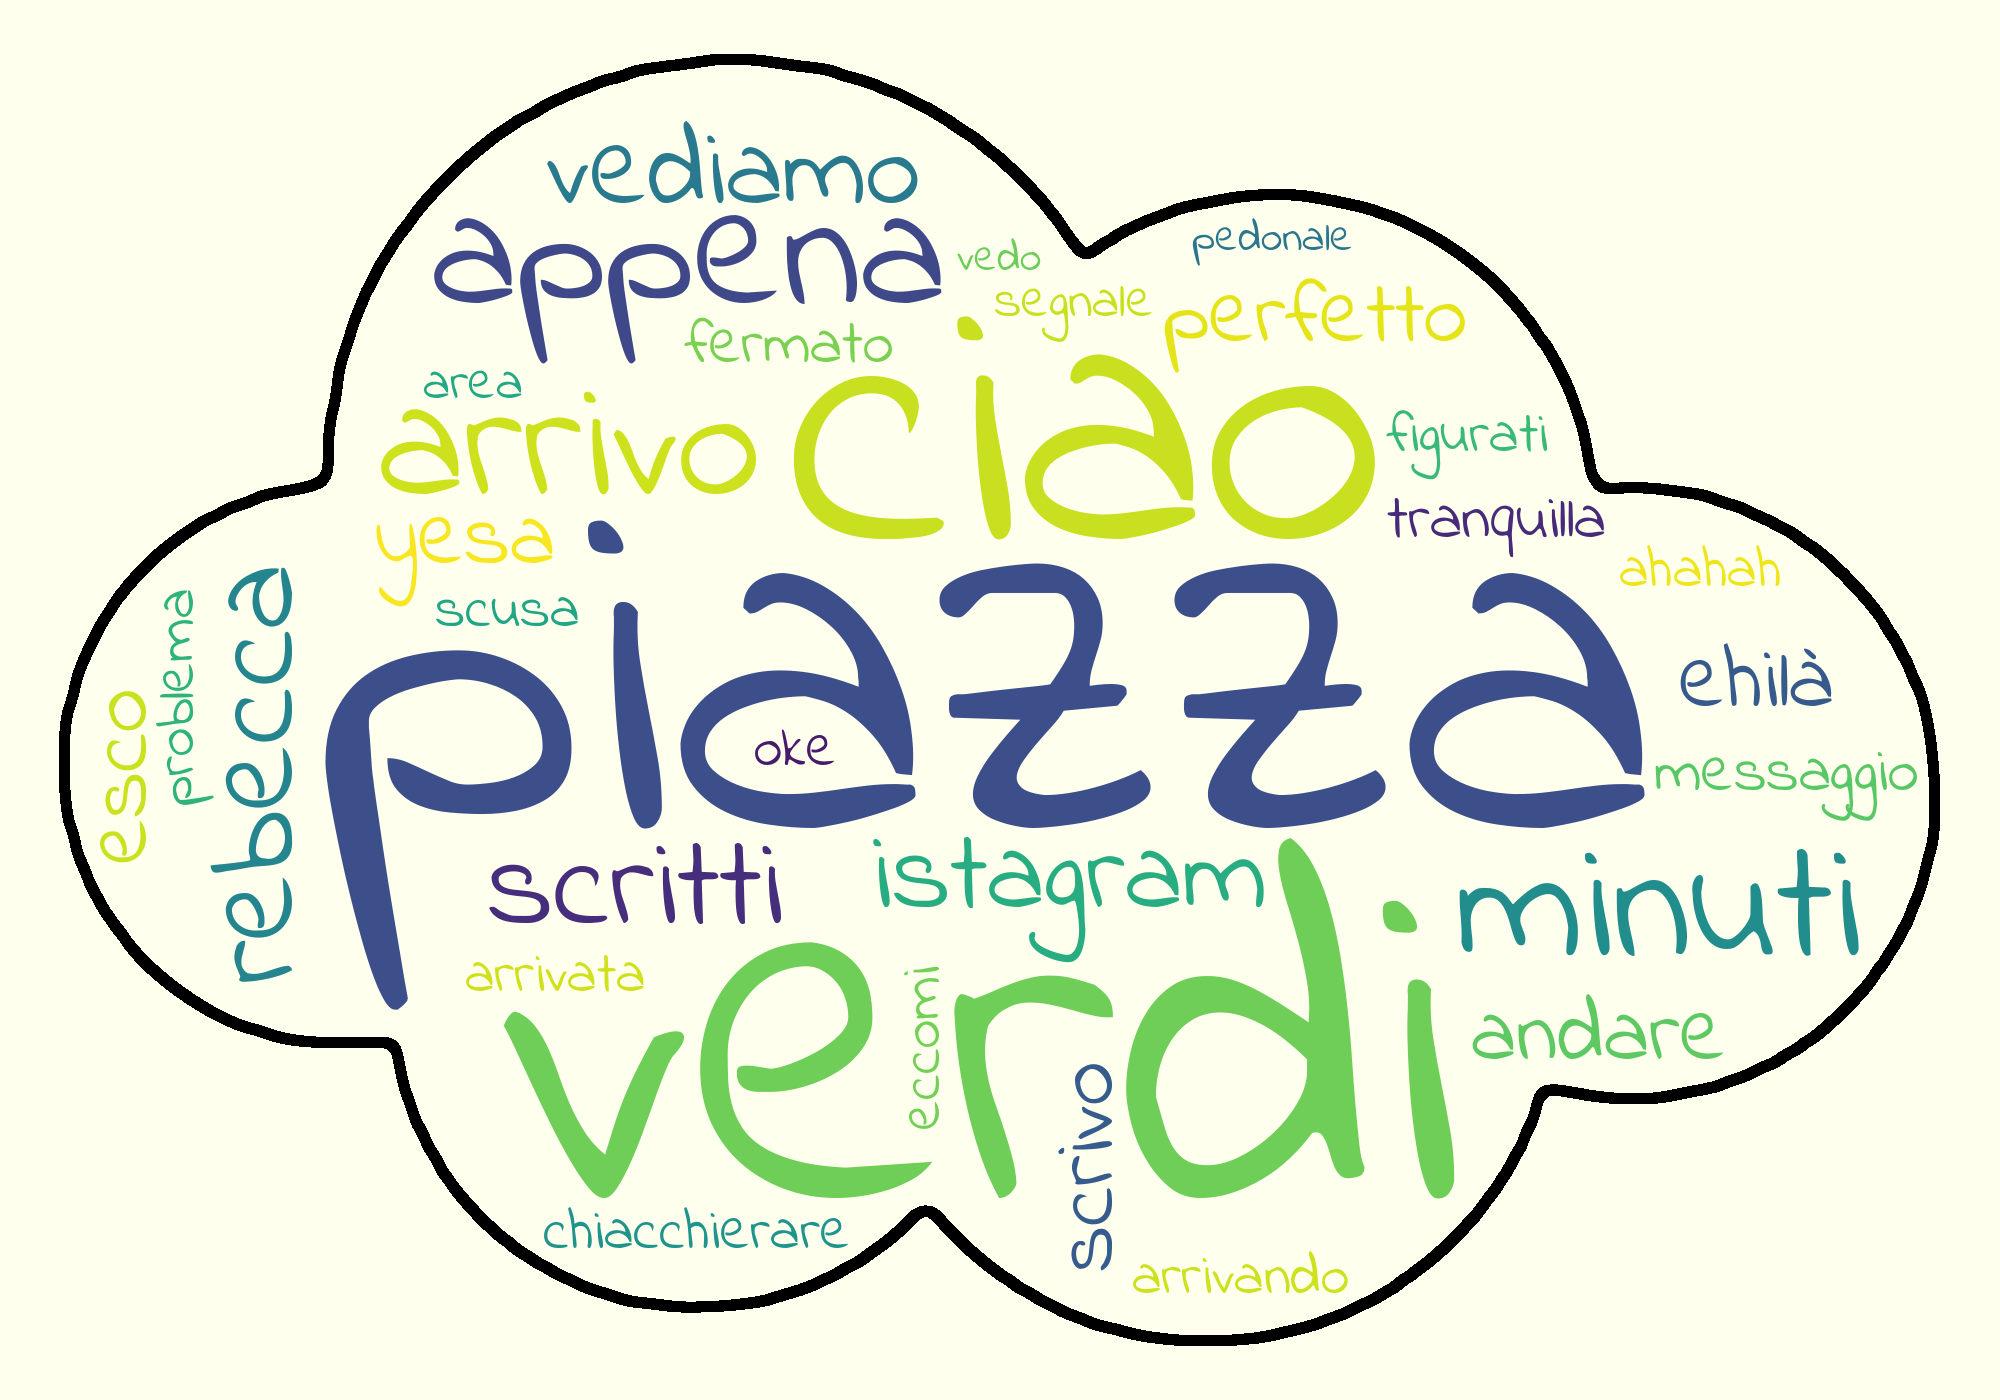 vediamo
appena
vedo
pedonale
segnale
perfetto
fermato
area
arrivo
ciao
figurati
tranquilla
yesa
scusa
ahahah
piazza
oke
ehilà
messaggio
esco
problema
rebecca
scritti
istagram
minuti
arrivata
verdi
eccomi
scrivo
andare
chiacchierare
arrivando